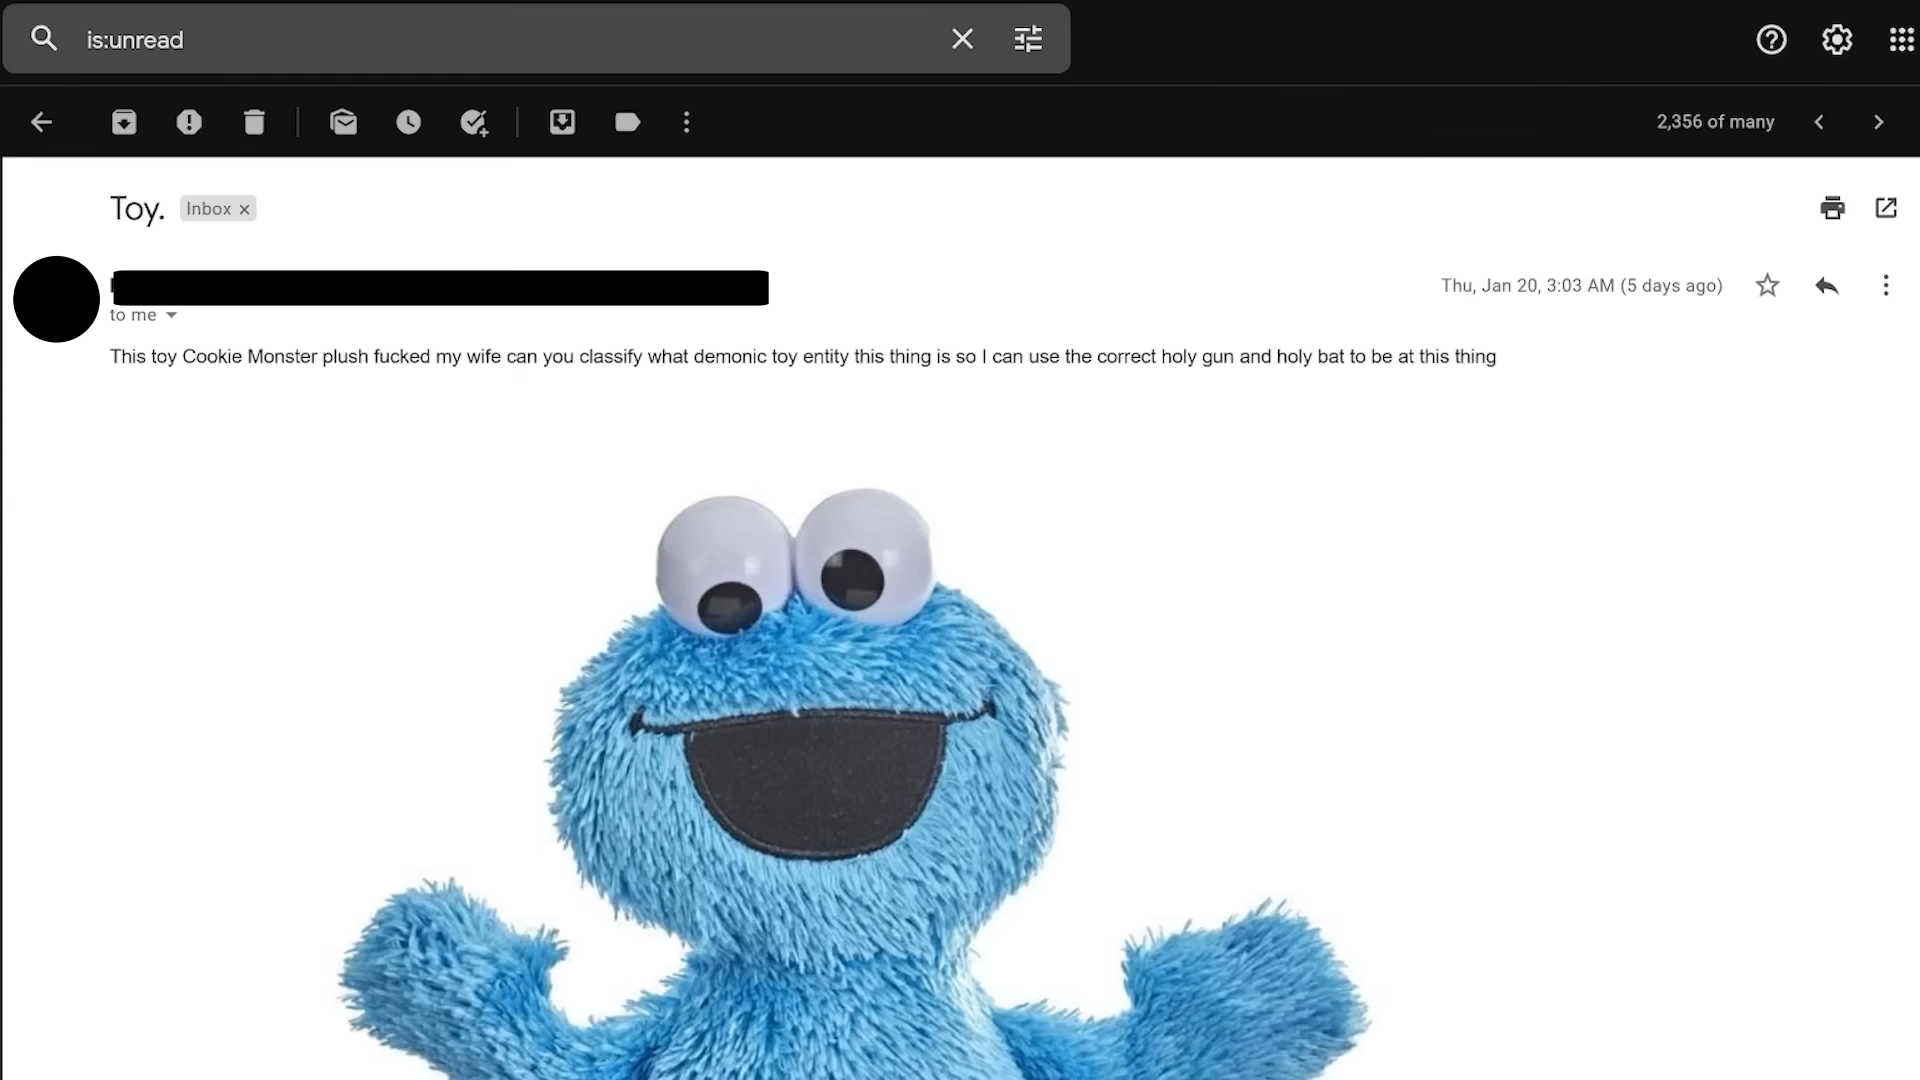 is:unread
2,356 of many
Toy. Inbox ×
Thu, Jan 20, 3:03 AM (5 days ago)
to me
This toy Cookie Monster plush fucked my wife can you classify what demonic toy entity this thing is so I can use the correct holy gun and holy bat to be at this thing